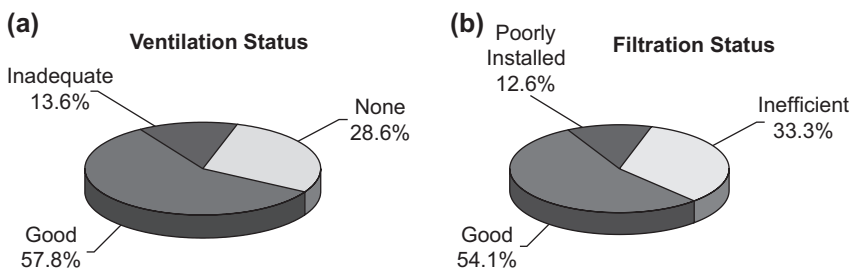 (a)
Ventilation Status
Inadequate
13.6%
None
28.6%
Good
57.8%
(b)
Filtration Status
Poorly
Installed
12.6%
Inefficient
33.3%
Good
54.1%